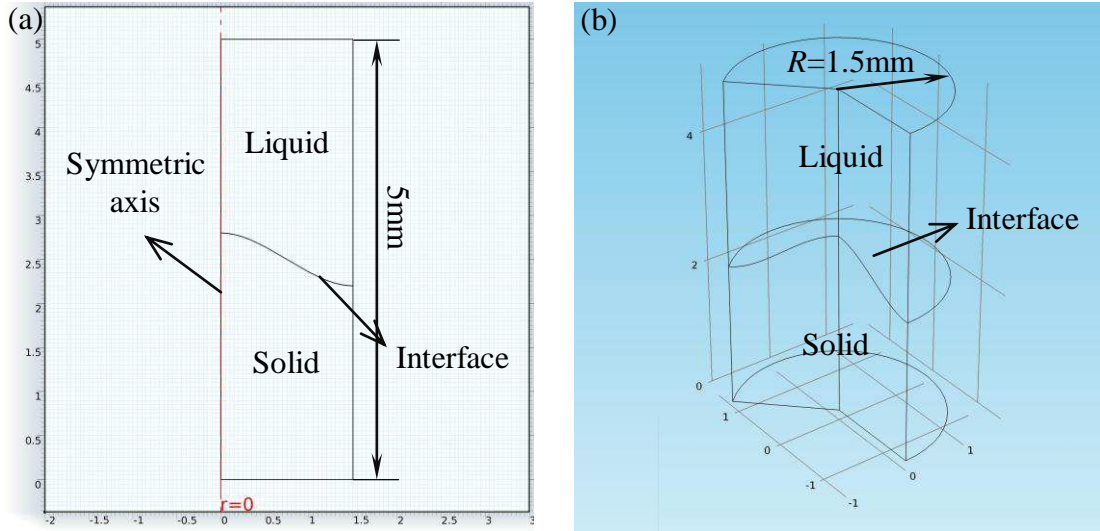 (a)
5
4.5
4
3.5
3
2.5
2
1.5
1
0.5
0
Liquid
Symmetric
axis
5mm
Solid
Interface
r=0
-2 -1.5 -1 -0.5 0 0.5 1 1.5 2 2.5 3
(b)
R=1.5mm
4
Liquid
Interface
2
Solid
0
1
0
-1
1
0
-1